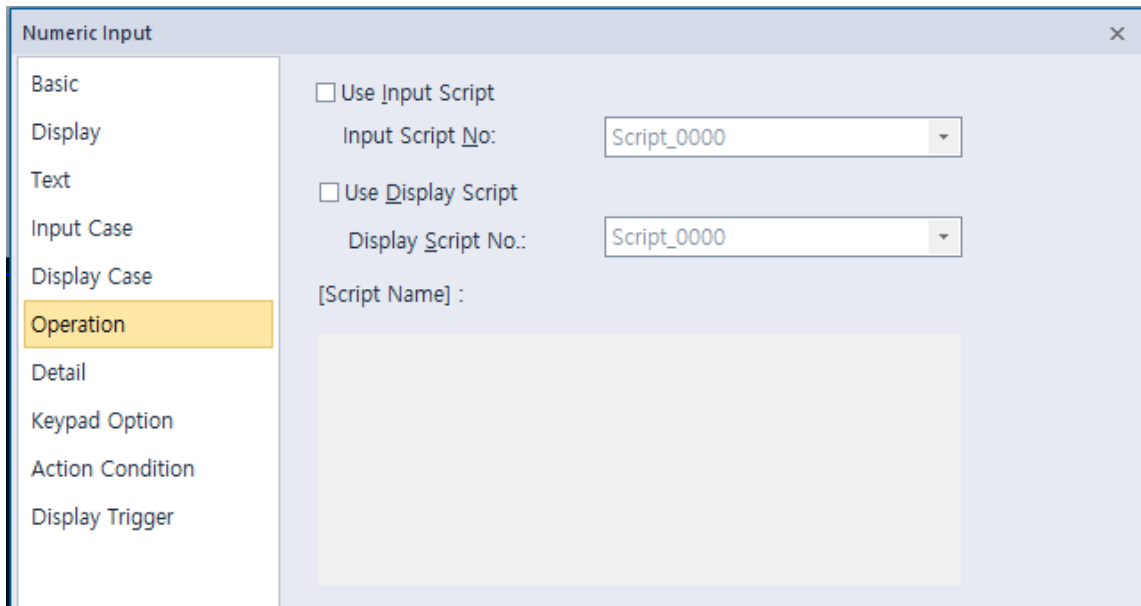 Numeric Input
Basic
Display
Text
Input Case
Display Case
Operation
Detail
Keypad Option
Action Condition
Display Trigger
Use Input Script
Input Script No: Script_0000
Use Display Script
Display Script No.: Script_0000
[Script Name] :